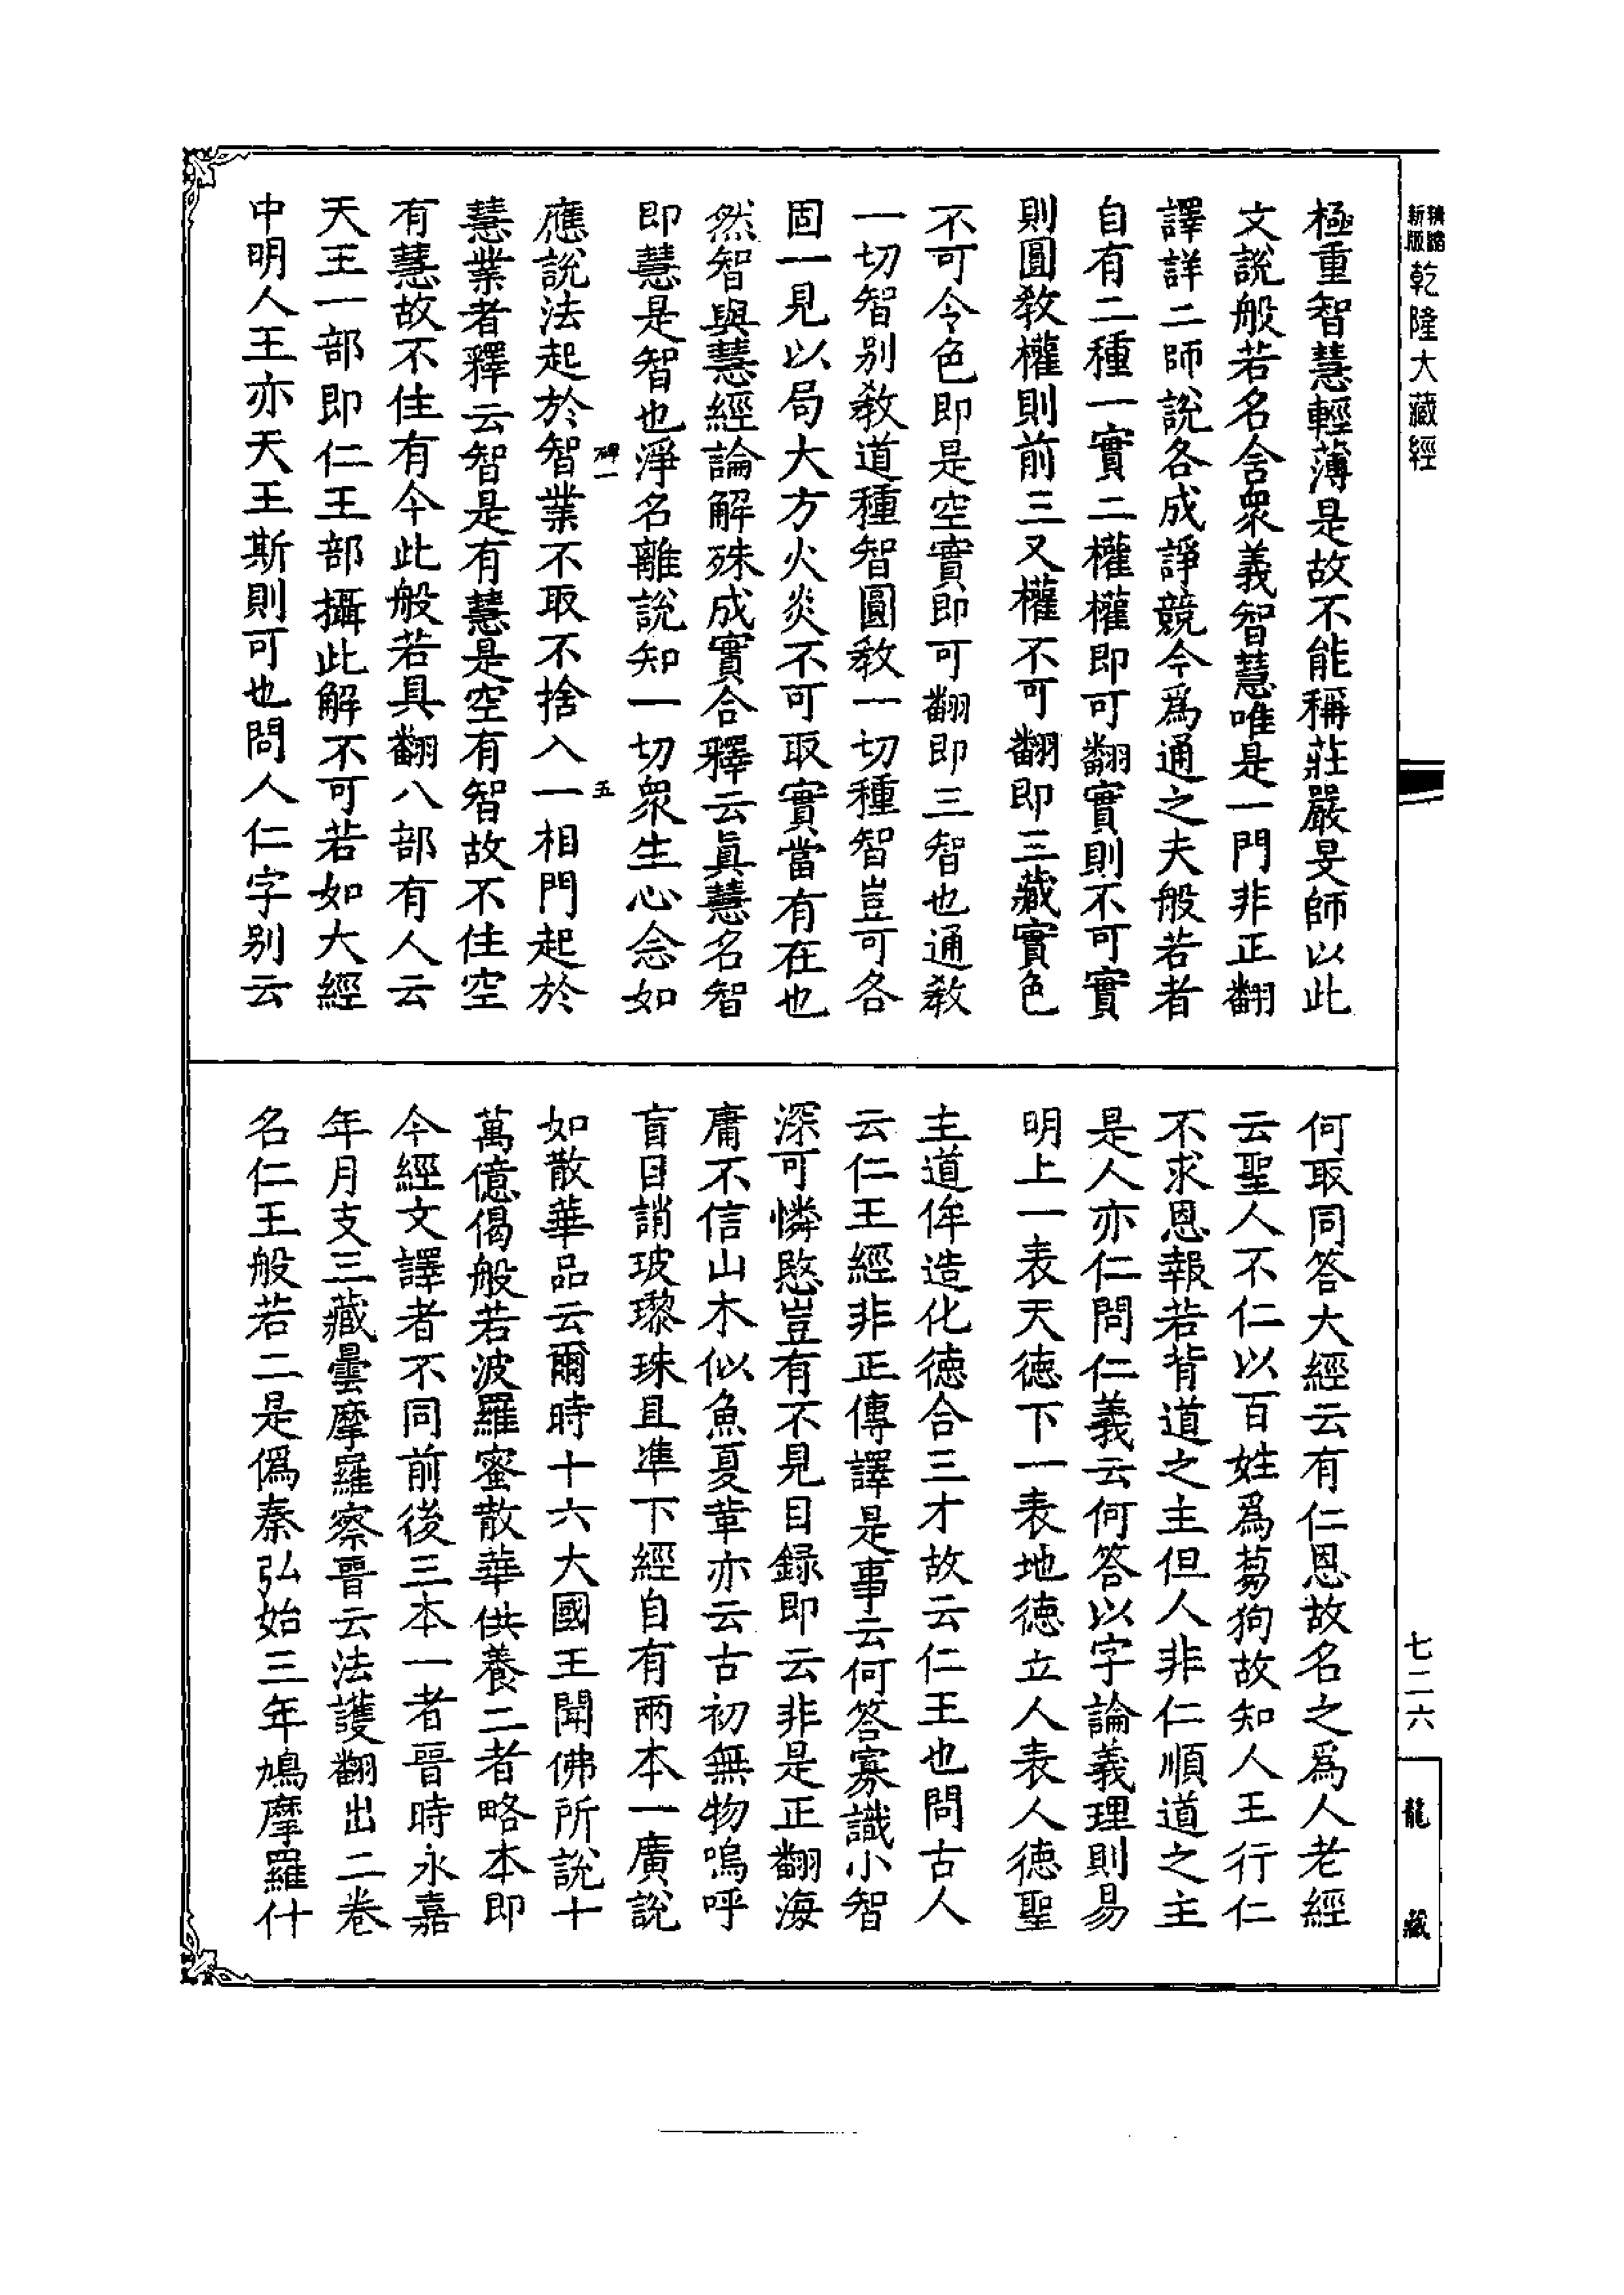 新版精縮
乾隆大藏經
極重智慧輕薄是故不能稱莊嚴旻師以此
文說般若名含衆義智慧唯是一門非正翻
譯詳二師說各成諍競今爲通之夫般若者
自有二種一實二權權即可翻實則不可實
則圓教權則前三又權不可翻即三藏實色
不可令色即是空實即可翻即三智也通教
一切智別教道種智圓教一切種智豈可各
固一見以局大方火炎不可取實當有在也
然智與慧經論解殊成實合釋云眞慧名智
即慧是智也淨名離說知一切衆生心念如
碑一
五
應說法起於智業不取不捨入一相門起於
慧業者釋云智是有慧是空有智故不住空
有慧故不住有今此般若具翻八部有人云
天王一部即仁王部攝此解不可若如大經
中明人王亦天王斯則可也問人仁字別云
何取同答大經云有仁恩故名之爲人老經
云聖人不仁以百姓爲芻狗故知人王行仁
不求恩報若背道之主但人非仁順道之主
是人亦仁問仁義云何答以字論義理則易
明上一表天德下一表地德立人表人德聖
主道侔造化德合三才故云仁王也問古人
云仁王經非正傳譯是事云何答寡識小智
深可憐愍豈有不見目録即云非是正翻海
庸不信山木似魚夏革亦云古初無物嗚呼
盲目誚玻瓈珠且準下經自有兩本一廣說
如散華品云爾時十六大國王聞佛所說十
萬億偈般若波羅蜜散華供養二者略本即
今經文譯者不同前後三本一者晉時永嘉
年月支三藏曇摩羅察晉云法護翻出二卷
名仁王般若二是僞秦弘始三年鳩摩羅什
七二六
龍藏